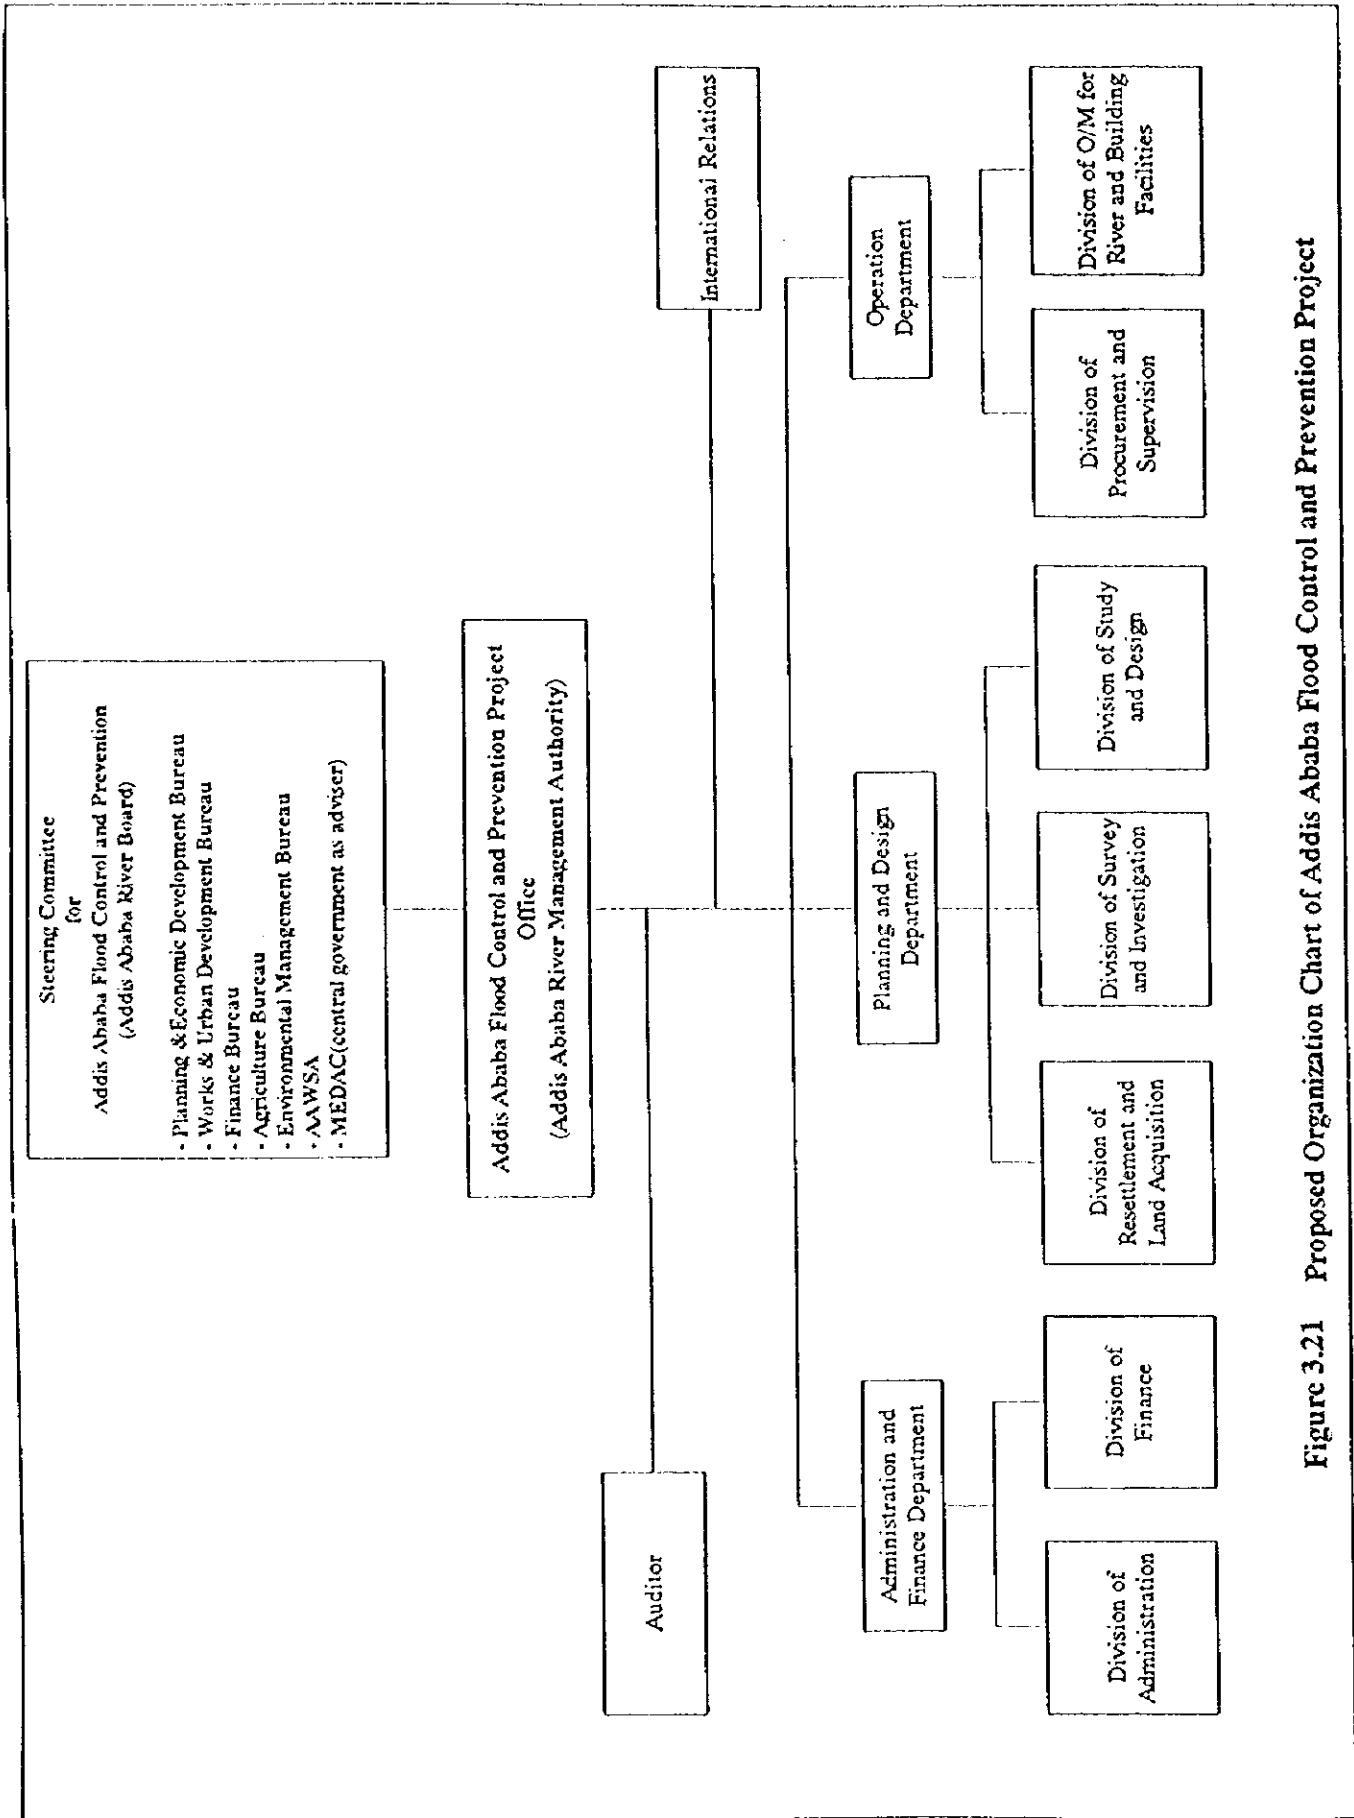 Steering Committee
for
Addis Ababa Flood Control and Prevention
(Addis Ababa River Board)
- Planning &Economic Development Bureau
- Works & Urban Development Bureau
- Finance Bureau
- Agriculture Bureau
- Environmental Management Bureau
- AAWSA
- MEDAC(central government as adviser)
Addis Ababa Flood Control and Prevention Project
Office
(Addis Ababa River Management Authority)
Auditor
International Relations
Administration and
Finance Department
Planning and Design
Department
Operation
Department
Division of
Administration
Division of
Finance
Division of
Resettlement and
Land Acquisition
Division of Survey
and Investigation
Division of Study
and Design
Division of
Procurement and
Supervision
Division of O/M for
River and Building
Facilities
Figure 3.21 Proposed Organization Chart of Addis Ababa Flood Control and Prevention Project